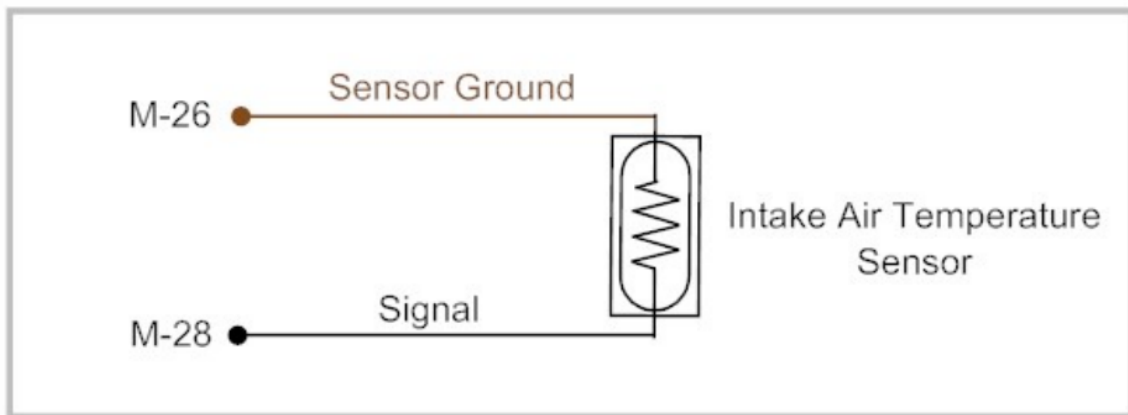 Sensor Ground
M-26
Intake Air Temperature
Sensor
Signal
M-28